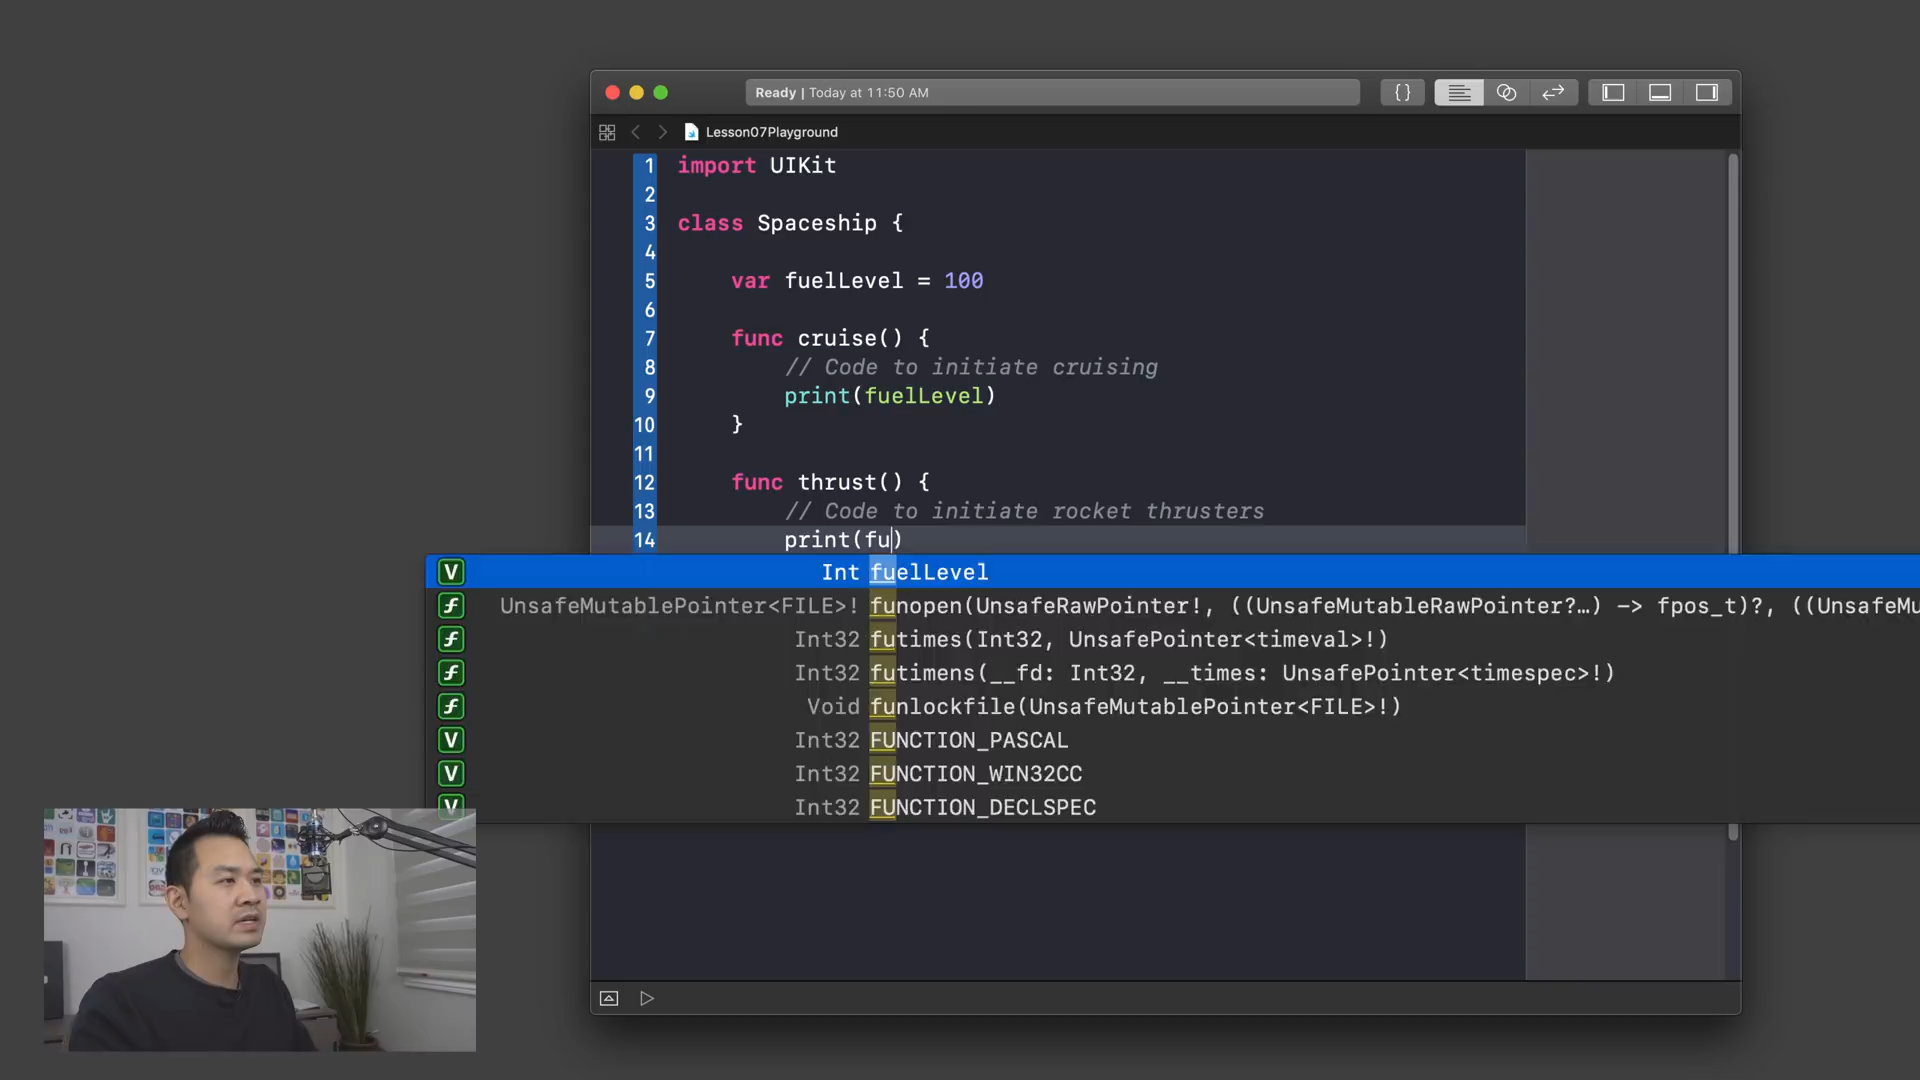 Ready | Today at 11:50 AM
{ }
Lesson07Playground
1 import UIKit
2
3 class Spaceship {
4
5 var fuelLevel = 100
6
7 func cruise() {
8 // Code to initiate cruising
9 print(fuelLevel)
10 }
11
12 func thrust() {
13 // Code to initiate rocket thrusters
14 print(fu)
V Int fuelLevel
f UnsafeMutablePointer<FILE>! funopen(UnsafeRawPointer!, ((UnsafeMutableRawPointer?…) -> fpos_t)?, ((UnsafeMu
f Int32 futimes(Int32, UnsafePointer<timeval>!)
f Int32 futimens(__fd: Int32, __times: UnsafePointer<timespec>!)
f Void funlockfile(UnsafeMutablePointer<FILE>!)
V Int32 FUNCTION_PASCAL
V Int32 FUNCTION_WIN32CC
V Int32 FUNCTION_DECLSPEC